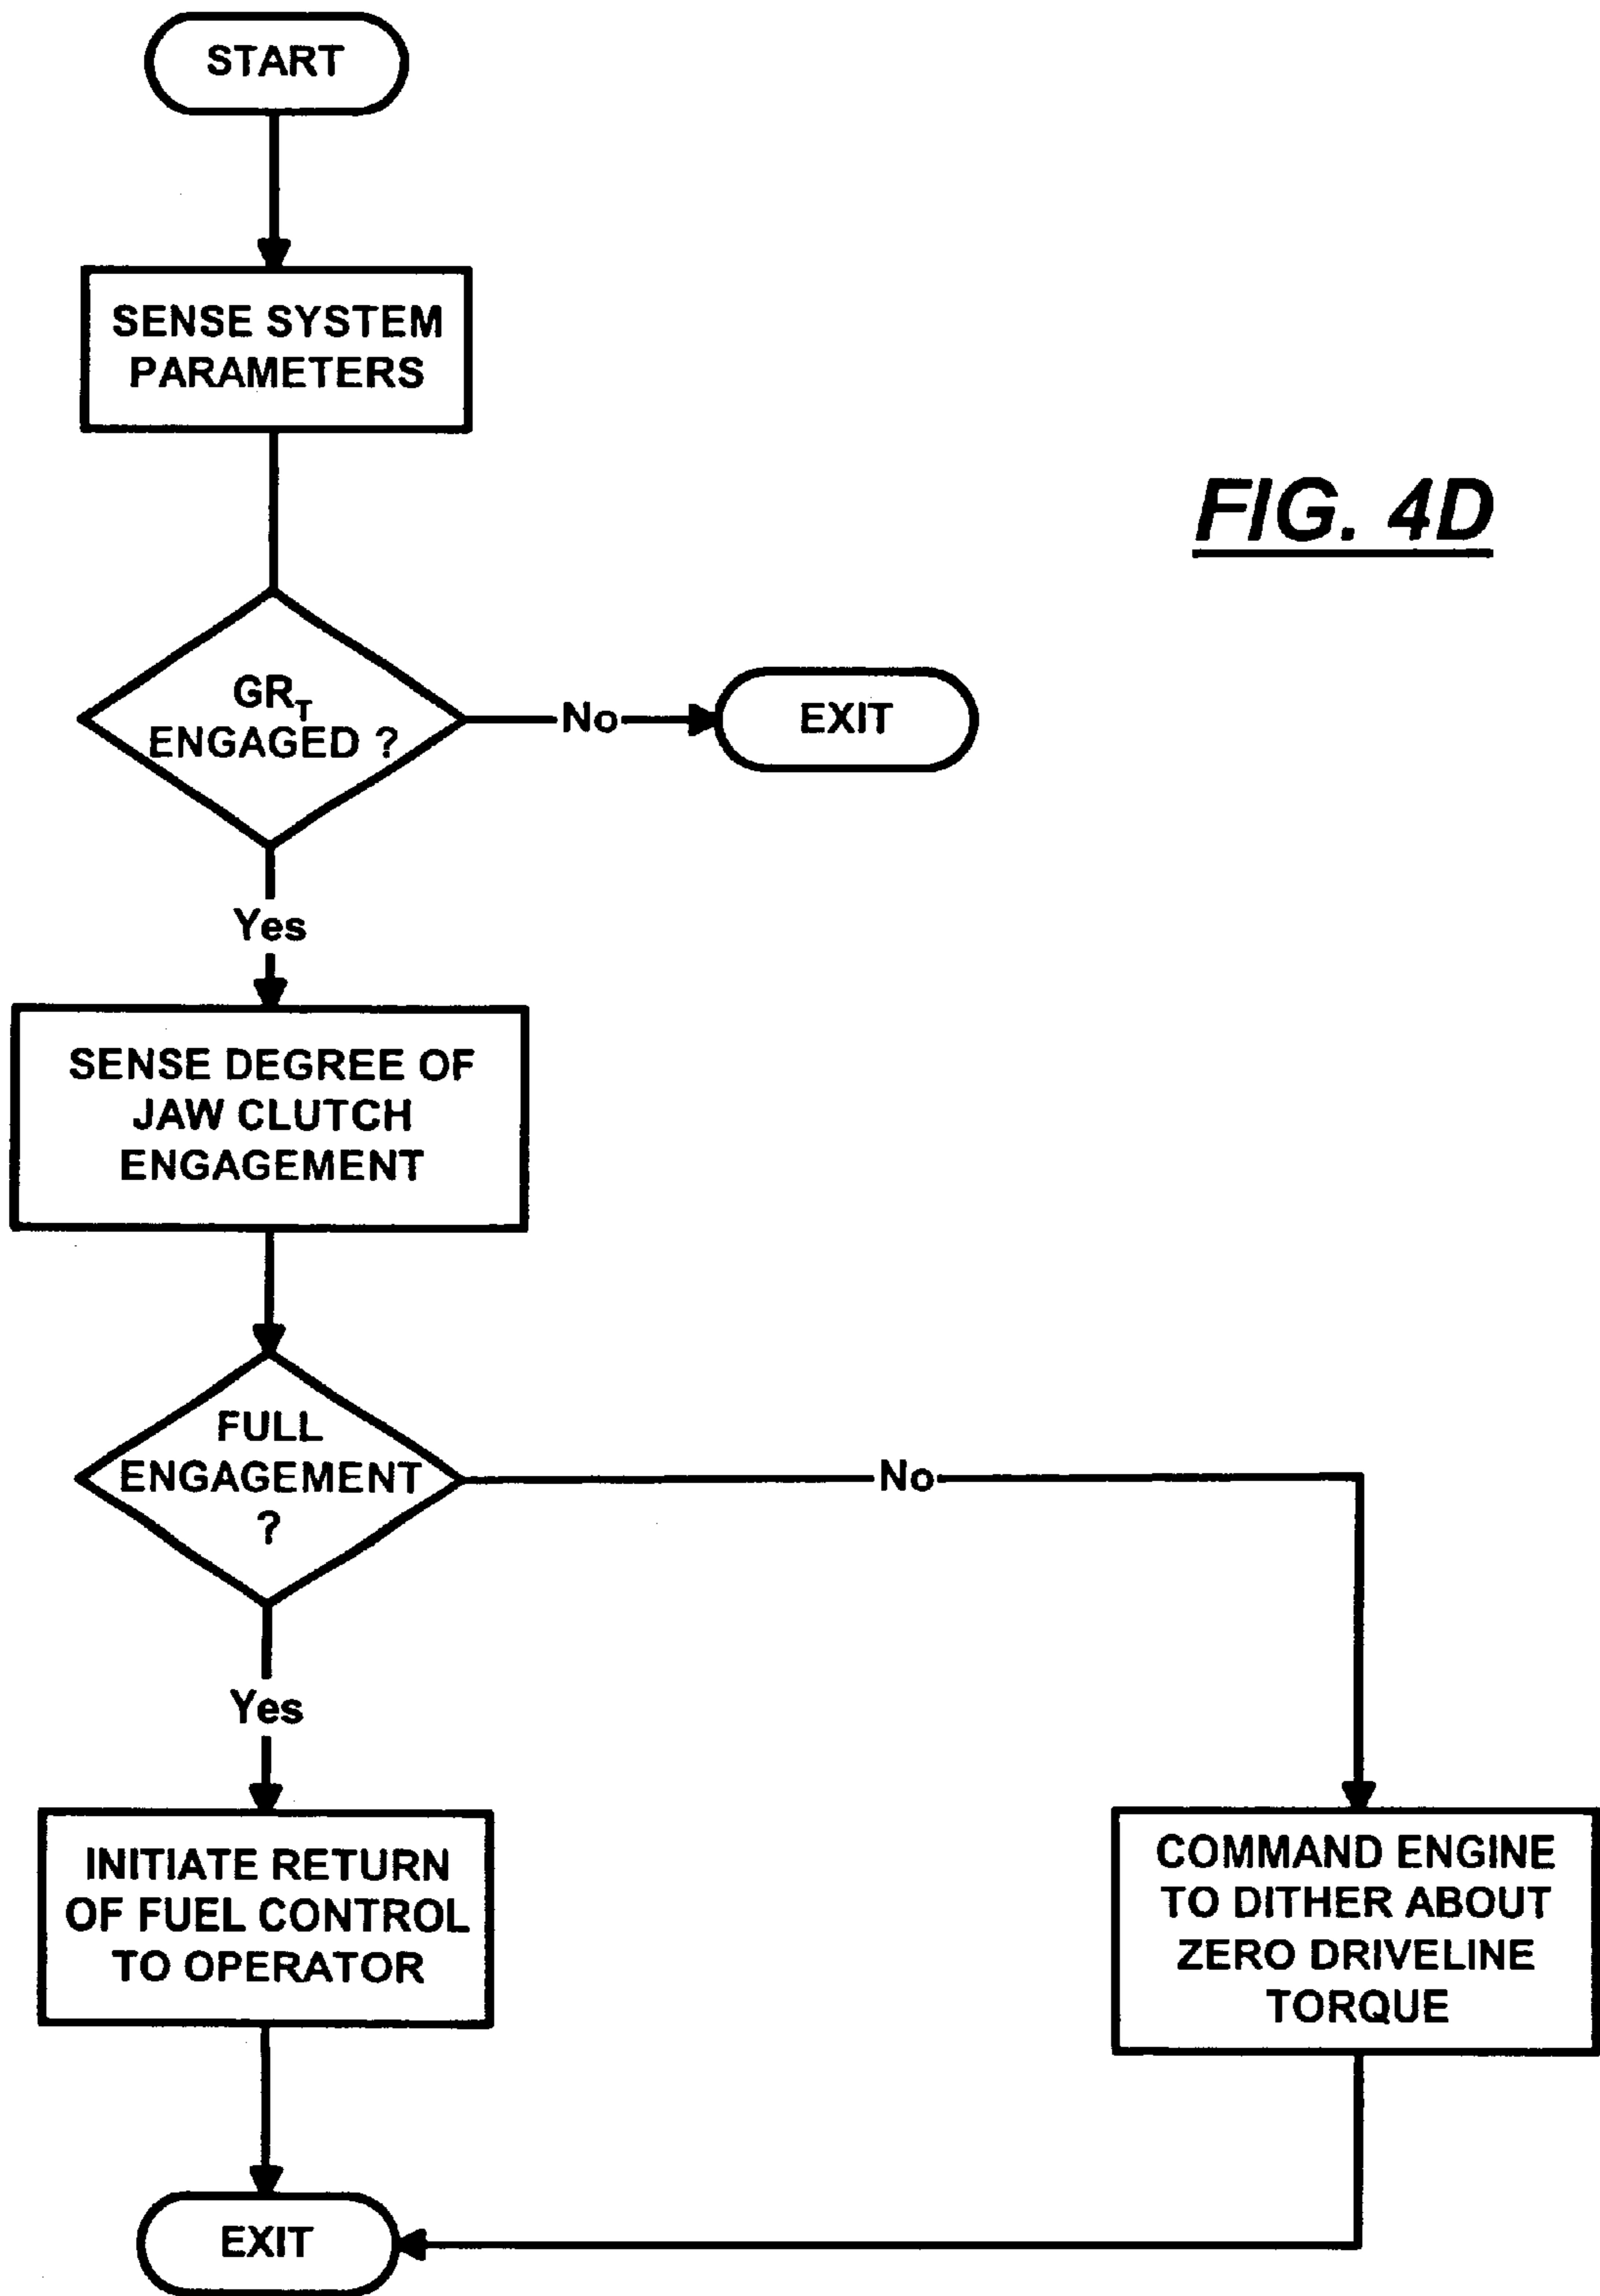 START
SENSE SYSTEM
PARAMETERS
FIG. 4D
GR_T
ENGAGED ?
No
EXIT
Yes
SENSE DEGREE OF
JAW CLUTCH
ENGAGEMENT
FULL
ENGAGEMENT
?
No
Yes
INITIATE RETURN
OF FUEL CONTROL
TO OPERATOR
COMMAND ENGINE
TO DITHER ABOUT
ZERO DRIVELINE
TORQUE
EXIT